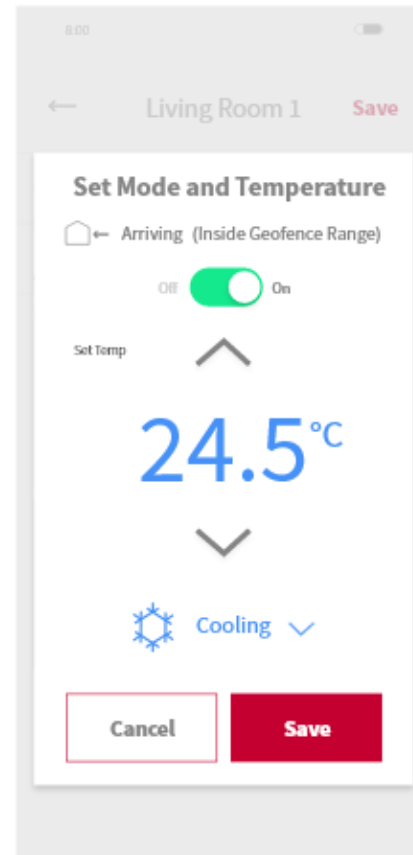 8:00
← Living Room 1 Save
Set Mode and Temperature
← Arriving (Inside Geofence Range)
Off On
Set Temp
24.5°C
Cooling
Cancel Save